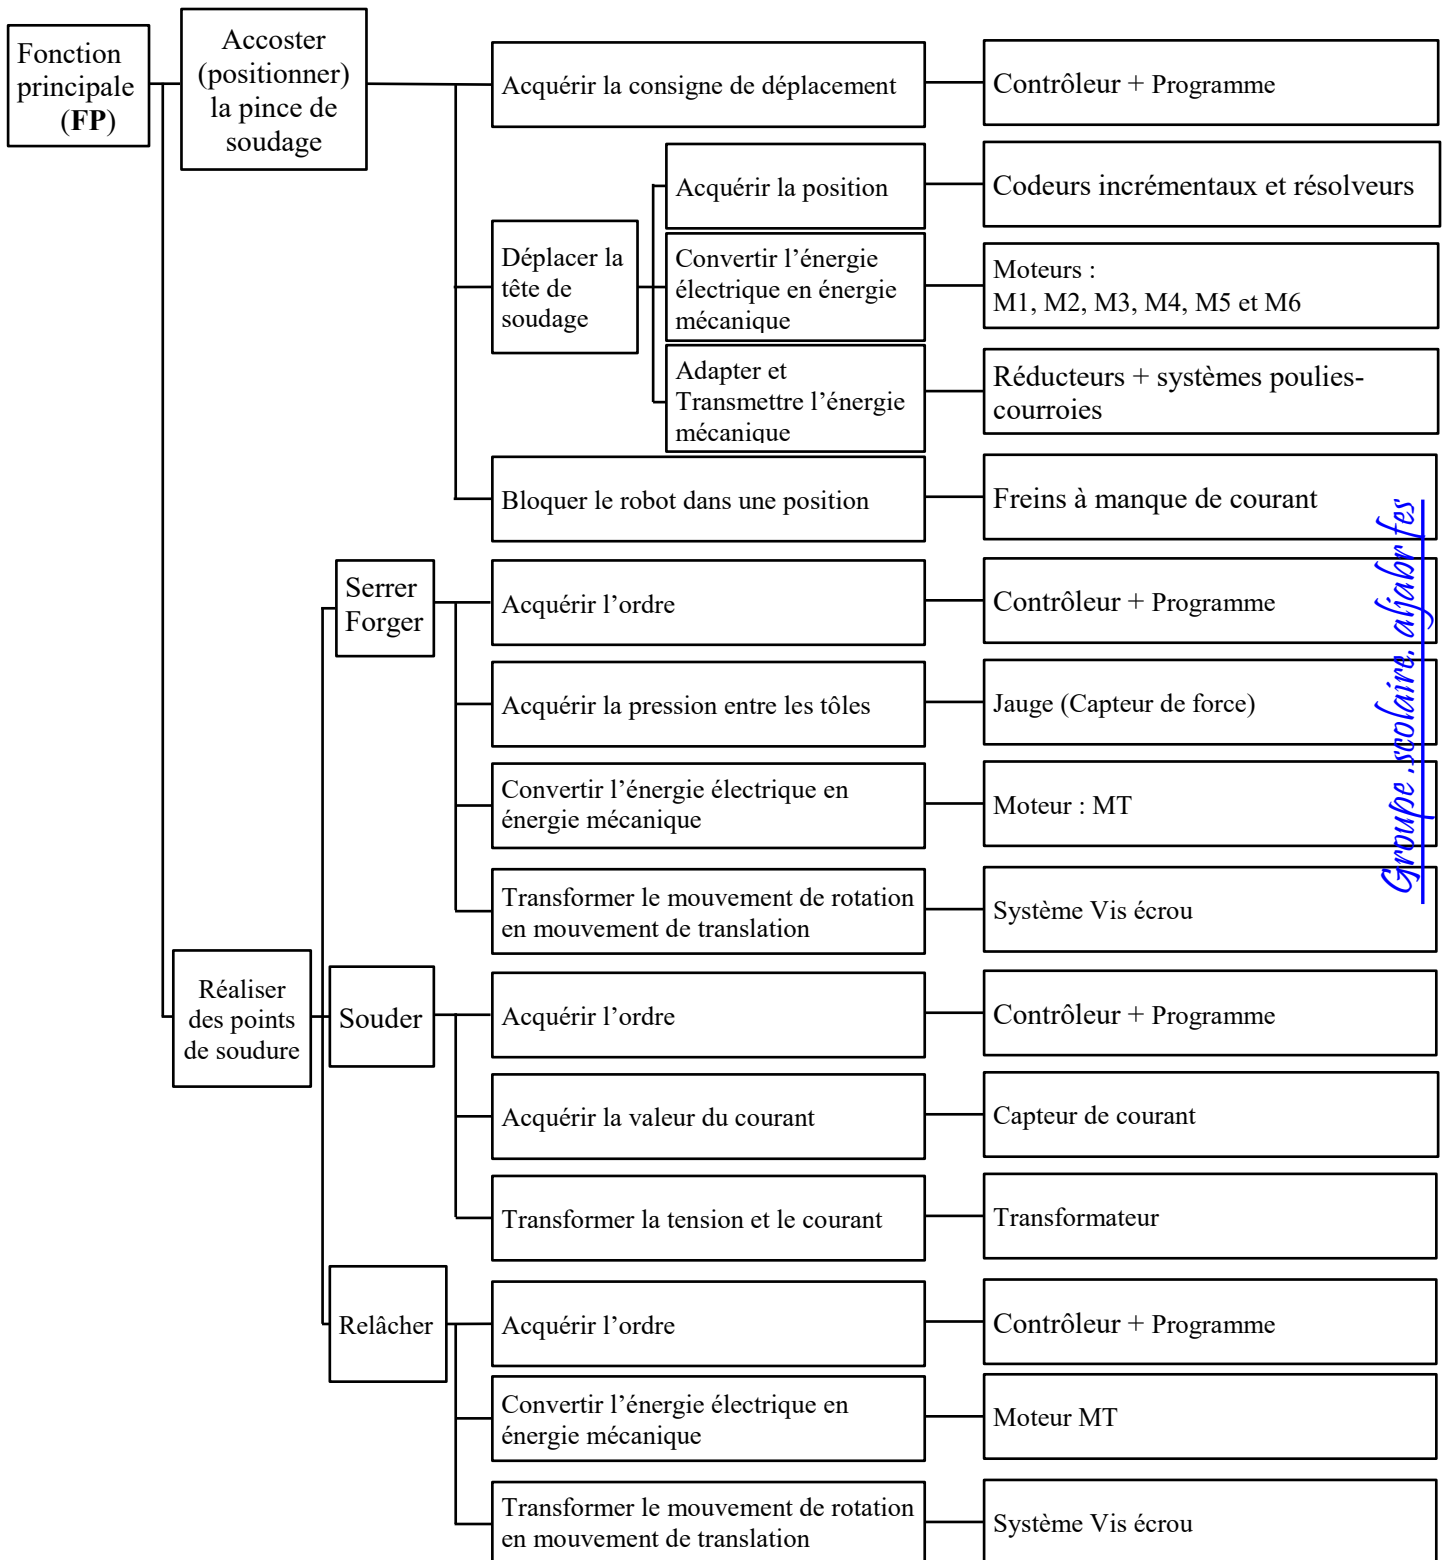 Fonction
principale
(FP)
Accoster
(positionner)
la pince de
soudage
Acquérir la consigne de déplacement
Contrôleur + Programme
Acquérir la position
Codeurs incrémentaux et résolveurs
Déplacer la
tête de
soudage
Convertir l’énergie
électrique en énergie
mécanique
Moteurs :
M1, M2, M3, M4, M5 et M6
Adapter et
Transmettre l’énergie
mécanique
Réducteurs + systèmes poulies-
courroies
Bloquer le robot dans une position
Freins à manque de courant
Serrer
Forger
Acquérir l’ordre
Contrôleur + Programme
Acquérir la pression entre les tôles
Jauge (Capteur de force)
Convertir l’énergie électrique en
énergie mécanique
Moteur : MT
Transformer le mouvement de rotation
en mouvement de translation
Système Vis écrou
Réaliser
des points
de soudure
Souder
Acquérir l’ordre
Contrôleur + Programme
Acquérir la valeur du courant
Capteur de courant
Transformer la tension et le courant
Transformateur
Relâcher
Acquérir l’ordre
Contrôleur + Programme
Convertir l’énergie électrique en
énergie mécanique
Moteur MT
Transformer le mouvement de rotation
en mouvement de translation
Système Vis écrou
Groupe .scolaire. aljabr fes